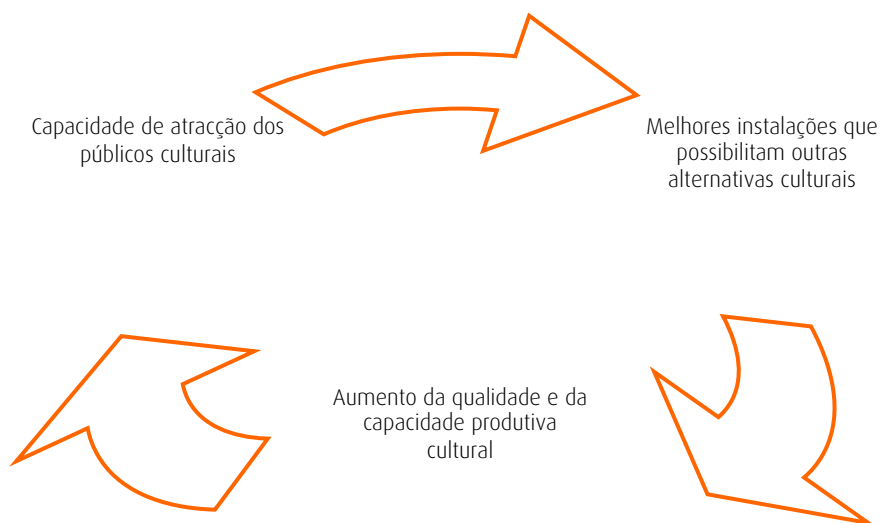 Capacidade de atracção dos
públicos culturais
Melhores instalações que
possibilitam outras
alternativas culturais
Aumento da qualidade e da
capacidade produtiva
cultural